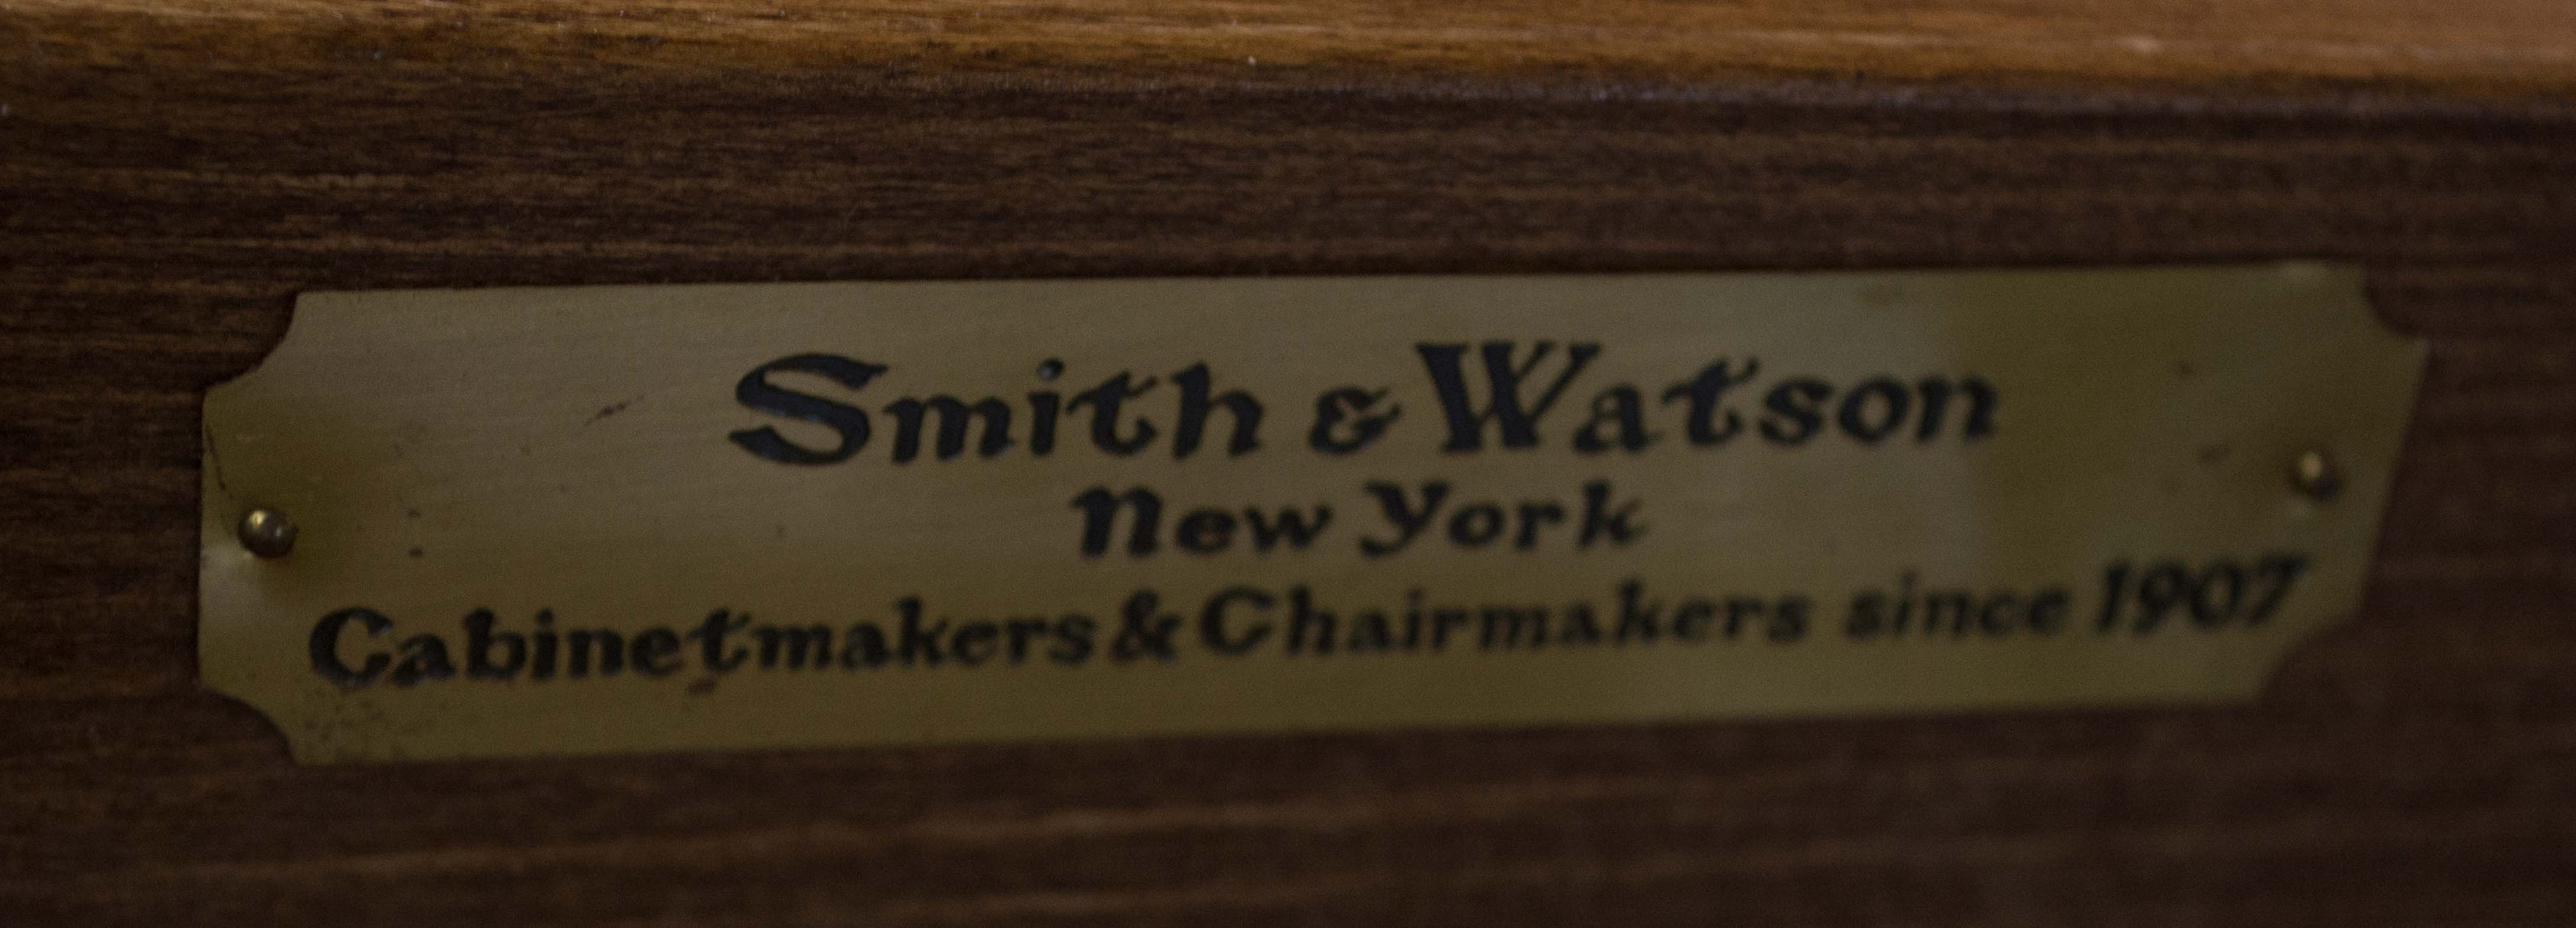 Smith & Watson
New York
Cabinetmakers & Chairmakers since 1907